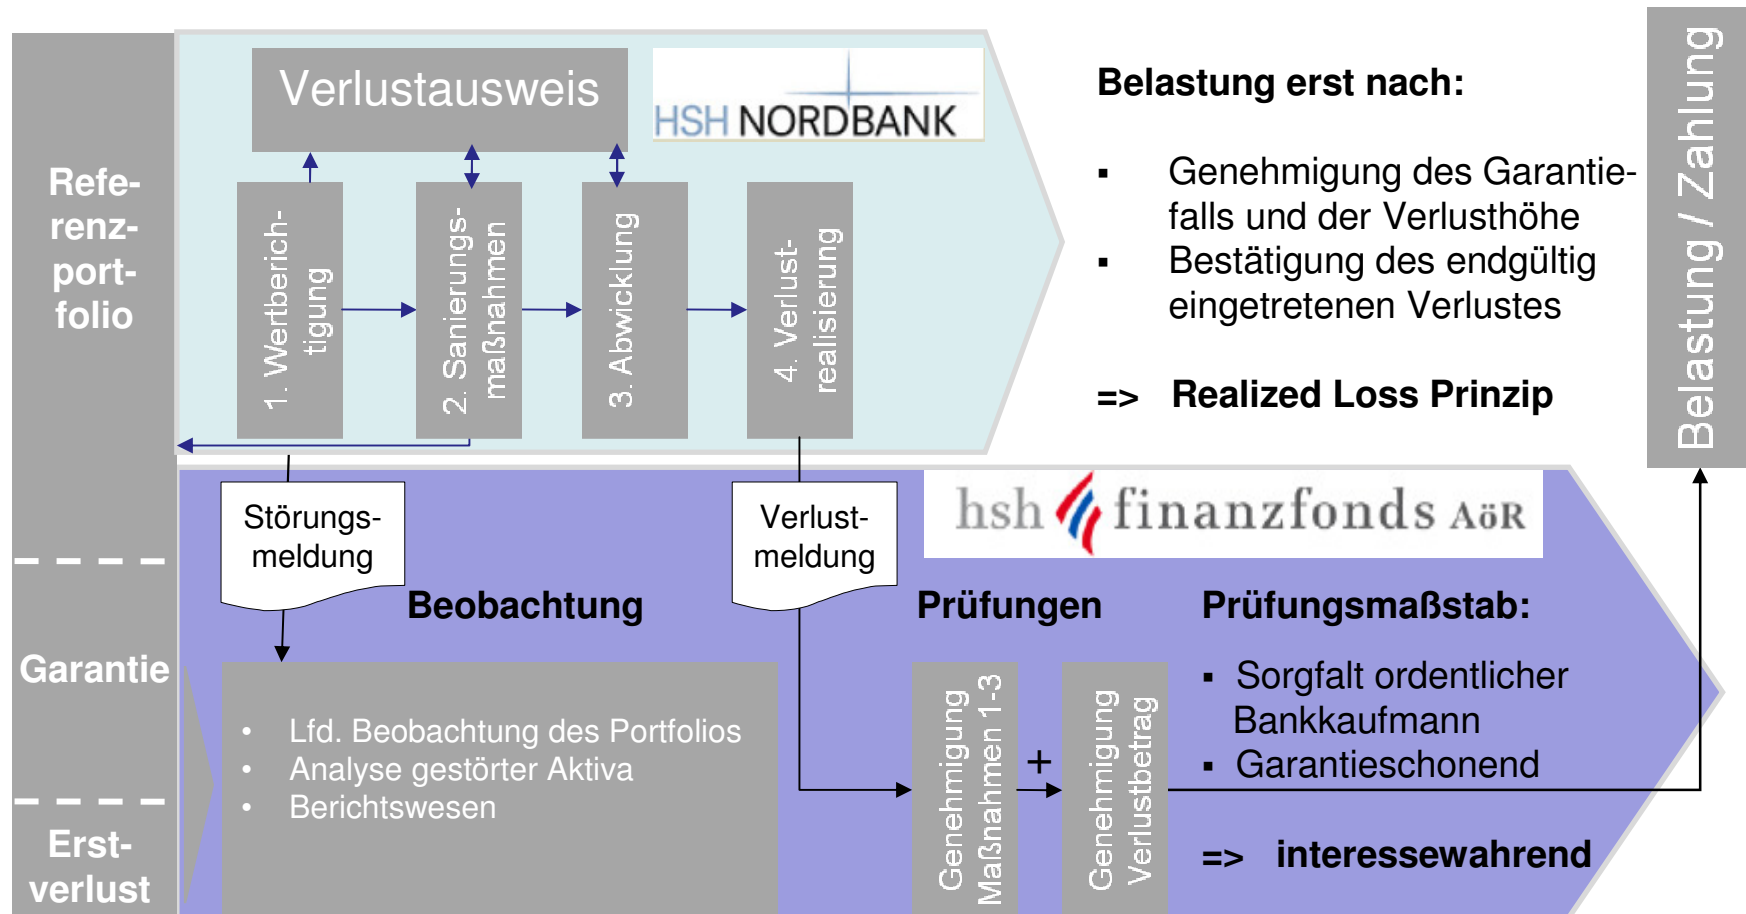 Refe-
renz-
port-
folio
Garantie
Erst-
verlust
Verlustausweis
HSH NORDBANK
1. Wertberich-
tigung
2. Sanierungs-
maßnahmen
3. Abwicklung
4. Verlust-
realisierung
Belastung erst nach:
▪ Genehmigung des Garantie-
falls und der Verlusthöhe
▪ Bestätigung des endgültig
eingetretenen Verlustes
=> Realized Loss Prinzip
Belastung / Zahlung
Störungs-
meldung
Verlust-
meldung
hsh finanzfonds AöR
Beobachtung
• Lfd. Beobachtung des Portfolios
• Analyse gestörter Aktiva
• Berichtswesen
Prüfungen
Genehmigung
Maßnahmen 1-3
+
Genehmigung
Verlustbetrag
Prüfungsmaßstab:
▪ Sorgfalt ordentlicher
Bankkaufmann
▪ Garantieschonend
=> interessewahrend